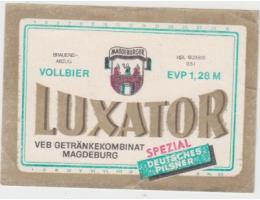 BRAUEREI-
ABZUG
MAGDEBURGER
VOLLBIER
EVP 1,28 M
LUXATOR
VEB GETRÄNKEKOMBINAT
MAGDEBURG
SPEZIAL
DEUTSCHES
PILSNER